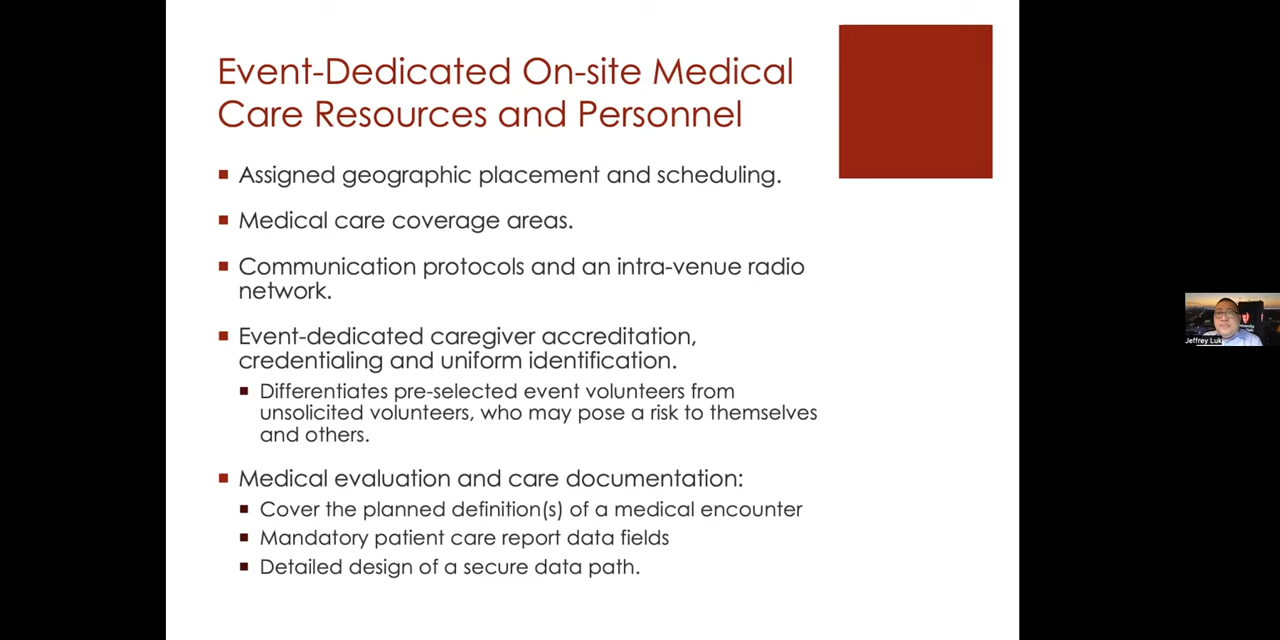 Event-Dedicated On-site Medical
Care Resources and Personnel
Assigned geographic placement and scheduling.
Medical care coverage areas.
Communication protocols and an intra-venue radio
network.
Event-dedicated caregiver accreditation,
credentialing and uniform identification.
Differentiates pre-selected event volunteers from
unsolicited volunteers, who may pose a risk to themselves
and others.
Medical evaluation and care documentation:
Cover the planned definition(s) of a medical encounter
Mandatory patient care report data fields
Detailed design of a secure data path.
Jeffrey Luk